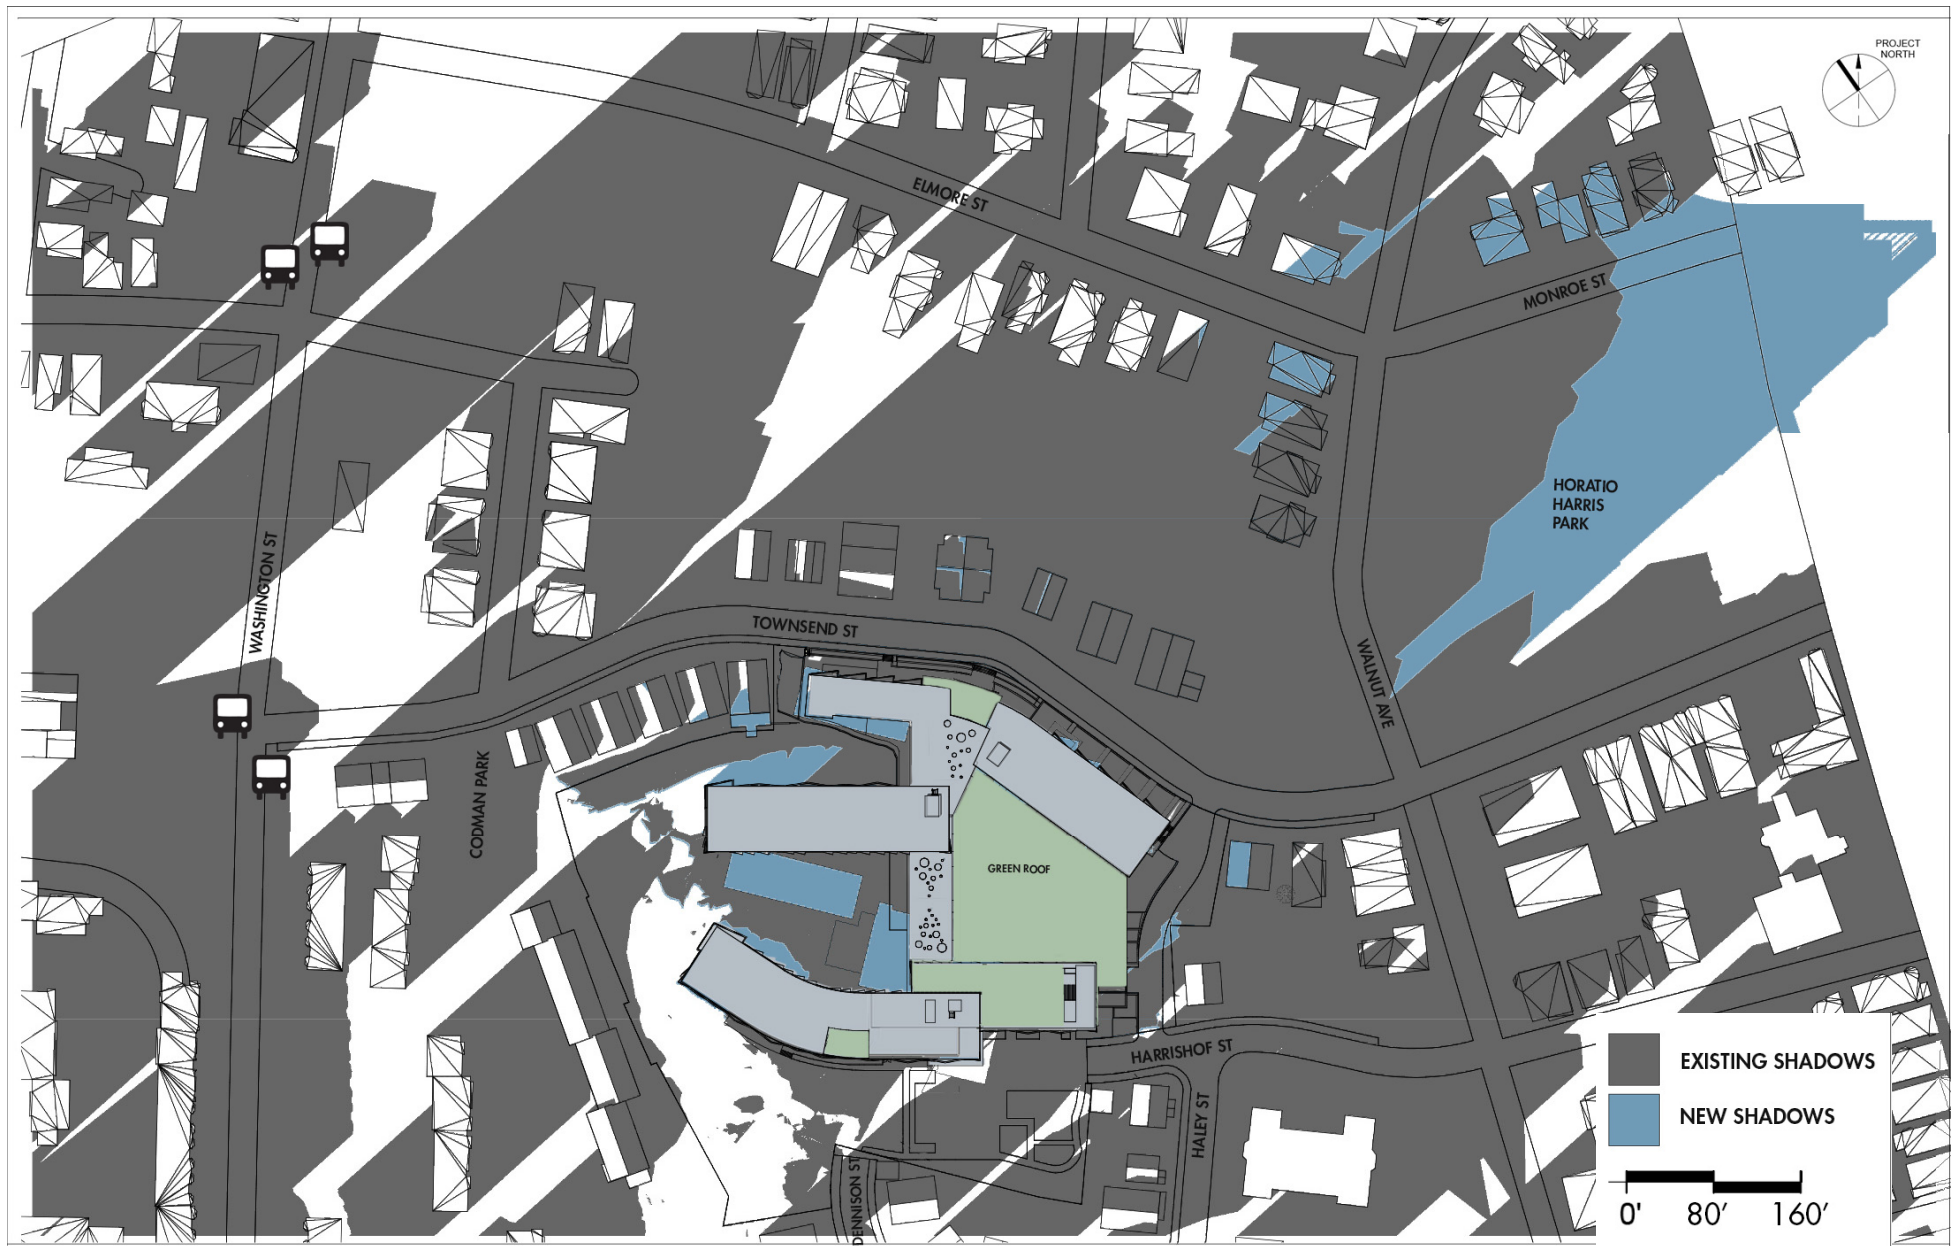 PROJECT
NORTH
ELMORE ST
MONROE ST
HORATIO
HARRIS
PARK
WASHINGTON ST
TOWNSEND ST
WALNUT AVE
CODMAN PARK
GREEN ROOF
HARRISHOF ST
HALEY ST
DENNISON ST
EXISTING SHADOWS
NEW SHADOWS
0' 80' 160'